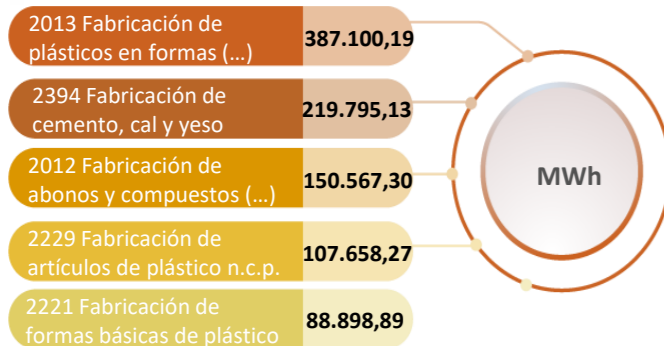 2013 Fabricación de
plásticos en formas (...)
387.100,19
2394 Fabricación de
cemento, cal y yeso
219.795,13
2012 Fabricación de
abonos y compuestos (...)
150.567,30
2229 Fabricación de
artículos de plástico n.c.p.
107.658,27
2221 Fabricación de
formas básicas de plástico
88.898,89
MWh